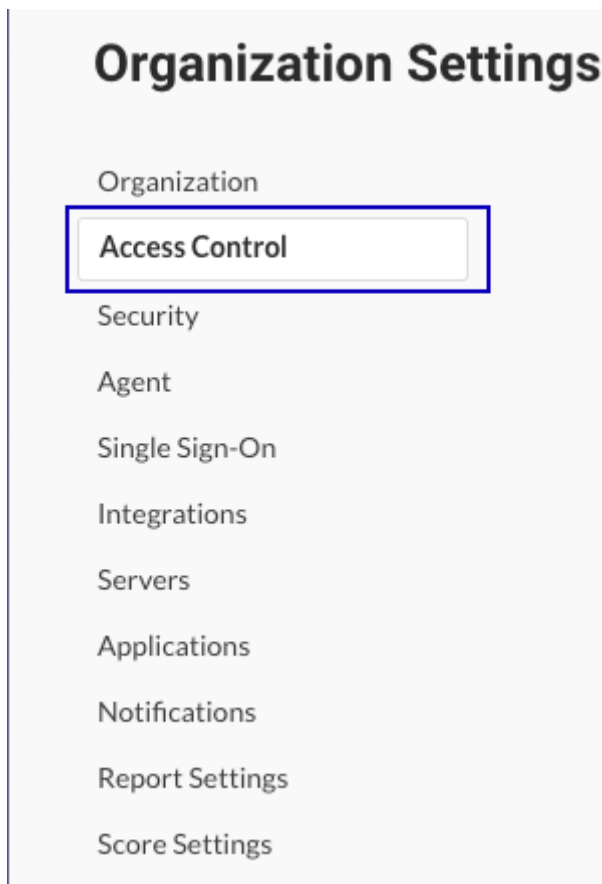 Organization Settings
Organization
Access Control
Security
Agent
Single Sign-On
Integrations
Servers
Applications
Notifications
Report Settings
Score Settings